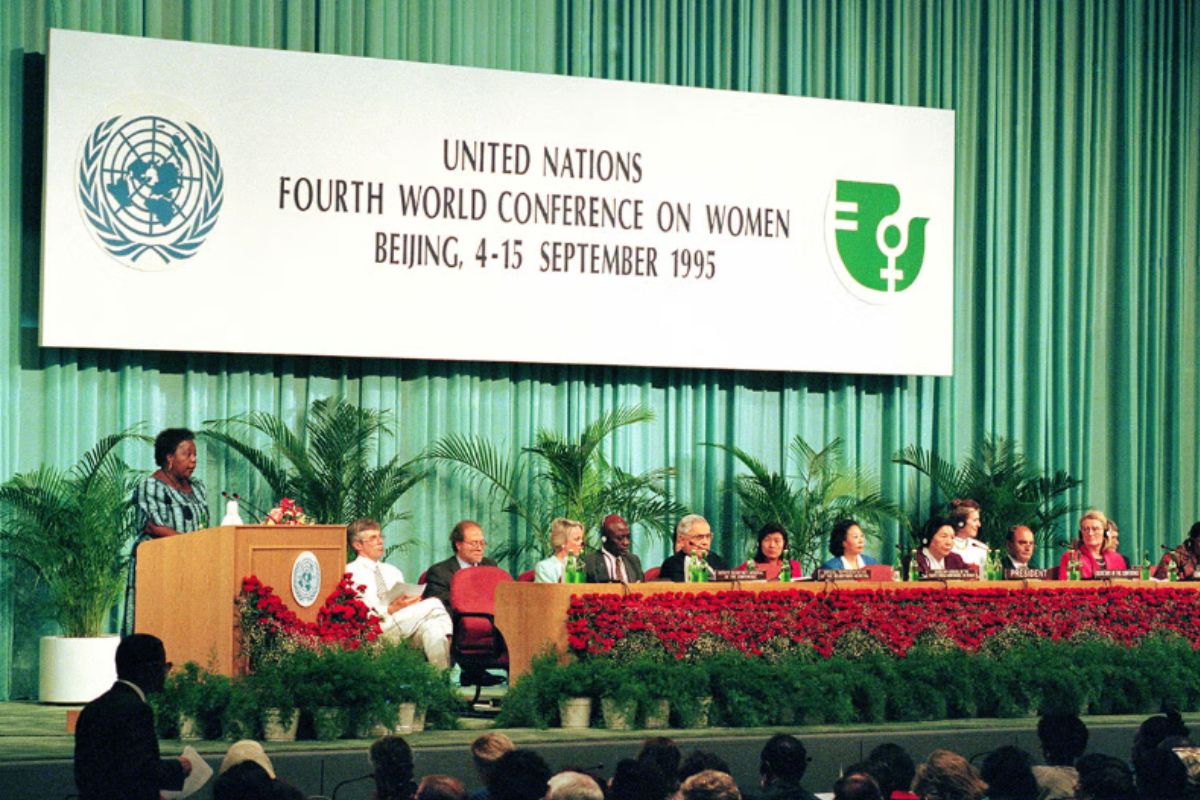 UNITED NATIONS
FOURTH WORLD CONFERENCE ON WOMEN
BEIJING, 4-15 SEPTEMBER 1995
PRESIDENT